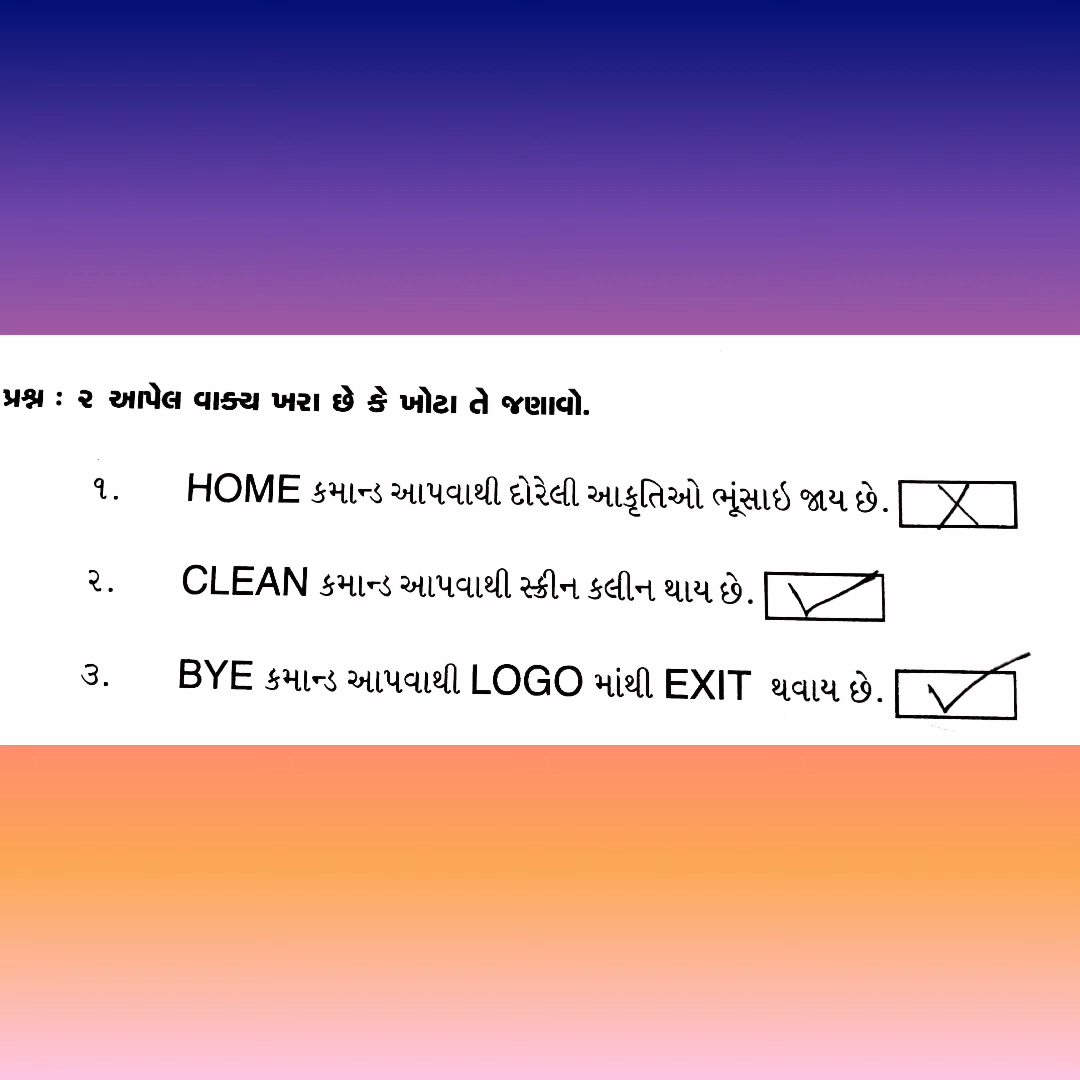 પ્રશ્ન : ૨ આપેલ વાક્ય ખરા છે કે ખોટા તે જણાવો.
૧. HOME કમાન્ડ આપવાથી દોરેલી આકૃતિઓ ભૂંસાઇ જાય છે. X
૨. CLEAN કમાન્ડ આપવાથી સ્ક્રીન કલીન થાય છે. ✓
૩. BYE કમાન્ડ આપવાથી LOGO માંથી EXIT થવાય છે. ✓